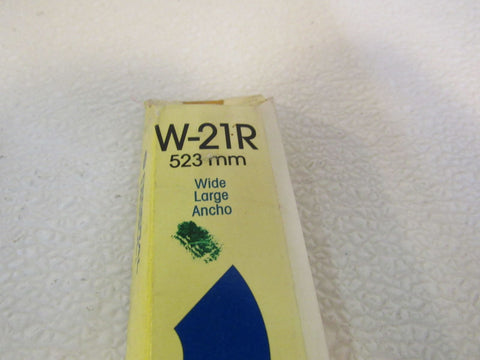 W-21R
523 mm
Wide
Large
Ancho